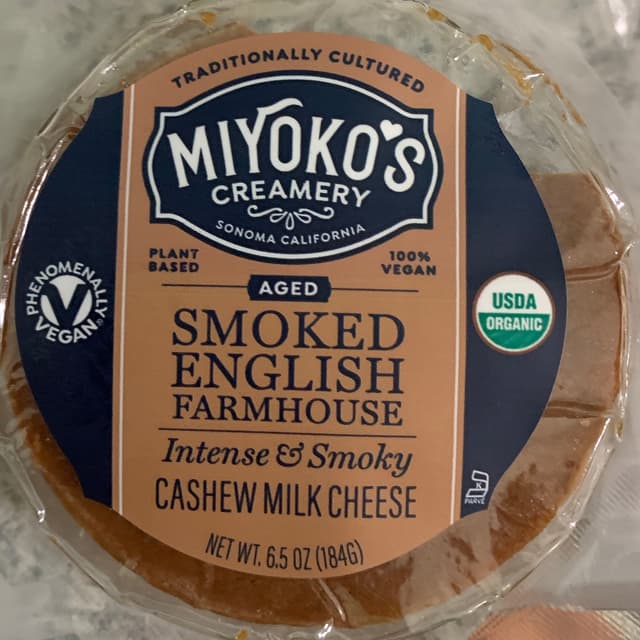 TRADITIONALLY CULTURED
MIYOKO'S
CREAMERY
SONOMA CALIFORNIA
PLANT
BASED
100%
VEGAN
AGED
PHENOMENALLY
V
VEGAN
USDA
ORGANIC
SMOKED
ENGLISH
FARMHOUSE
Intense & Smoky
CASHEW MILK CHEESE
K
PARVE
NET WT. 6.5 OZ (184G)